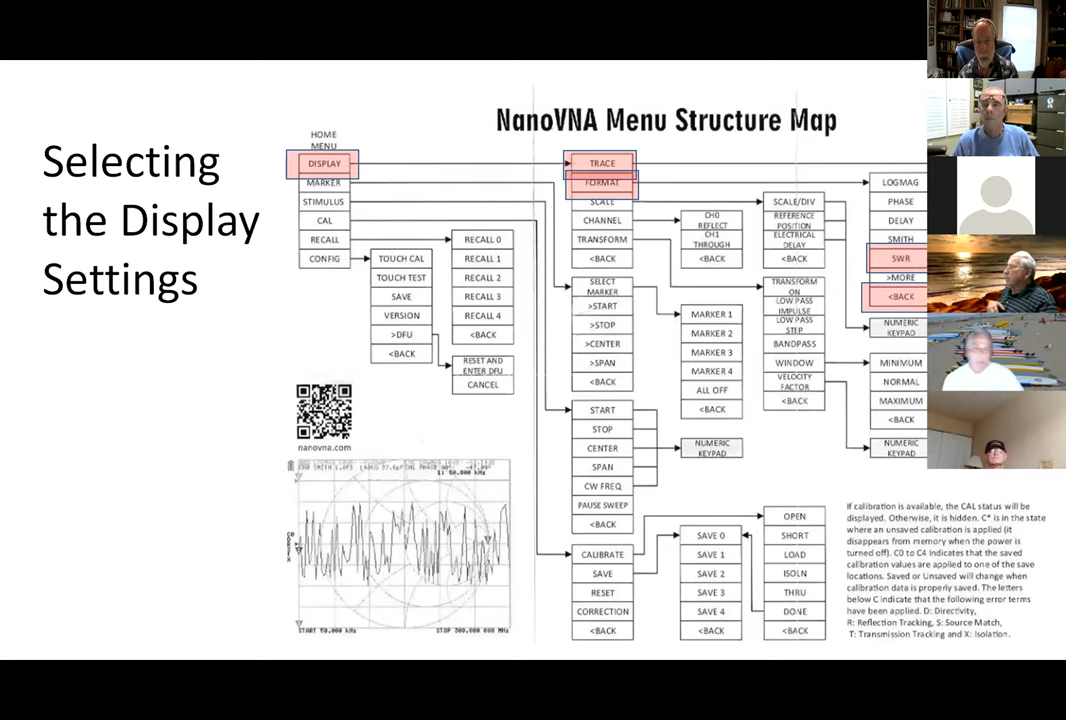 Selecting
the Display
Settings
NanoVNA Menu Structure Map
HOME
MENU
DISPLAY
MARKER
STIMULUS
CAL
RECALL
CONFIG
TOUCH CAL
TOUCH TEST
SAVE
VERSION
>DFU
<BACK
RECALL 0
RECALL 1
RECALL 2
RECALL 3
RECALL 4
<BACK
RESET AND
ENTER DFU
CANCEL
TRACE
FORMAT
SCALE
CHANNEL
TRANSFORM
<BACK
SELECT
MARKER
>START
>STOP
>CENTER
>SPAN
<BACK
START
STOP
CENTER
SPAN
CW FREQ
PAUSE SWEEP
<BACK
CALIBRATE
SAVE
RESET
CORRECTION
<BACK
CH0
REFLECT
CH1
THROUGH
<BACK
MARKER 1
MARKER 2
MARKER 3
MARKER 4
ALL OFF
<BACK
NUMERIC
KEYPAD
SAVE 0
SAVE 1
SAVE 2
SAVE 3
SAVE 4
<BACK
SCALE/DIV
REFERENCE
POSITION
ELECTRICAL
DELAY
<BACK
TRANSFORM
ON
LOW PASS
IMPULSE
LOW PASS
STEP
BANDPASS
WINDOW
VELOCITY
FACTOR
<BACK
OPEN
SHORT
LOAD
ISOLN
THRU
DONE
<BACK
LOGMAG
PHASE
DELAY
SMITH
SWR
>MORE
<BACK
NUMERIC
KEYPAD
MINIMUM
NORMAL
MAXIMUM
<BACK
NUMERIC
KEYPAD
nanovna.com
1: 50.000 kHz
START 50.000 kHz
STOP 300.000 000 MHz
If calibration is available, the CAL status will be
displayed. Otherwise, it is hidden. C* is in the state
where an unsaved calibration is applied (it
disappears from memory when the power is
turned off). C0 to C4 indicates that the saved
calibration values are applied to one of the save
locations. Saved or Unsaved will change when
calibration data is properly saved. The letters
below C indicate that the following error terms
have been applied. D: Directivity,
R: Reflection Tracking, S: Source Match,
T: Transmission Tracking and X: Isolation.